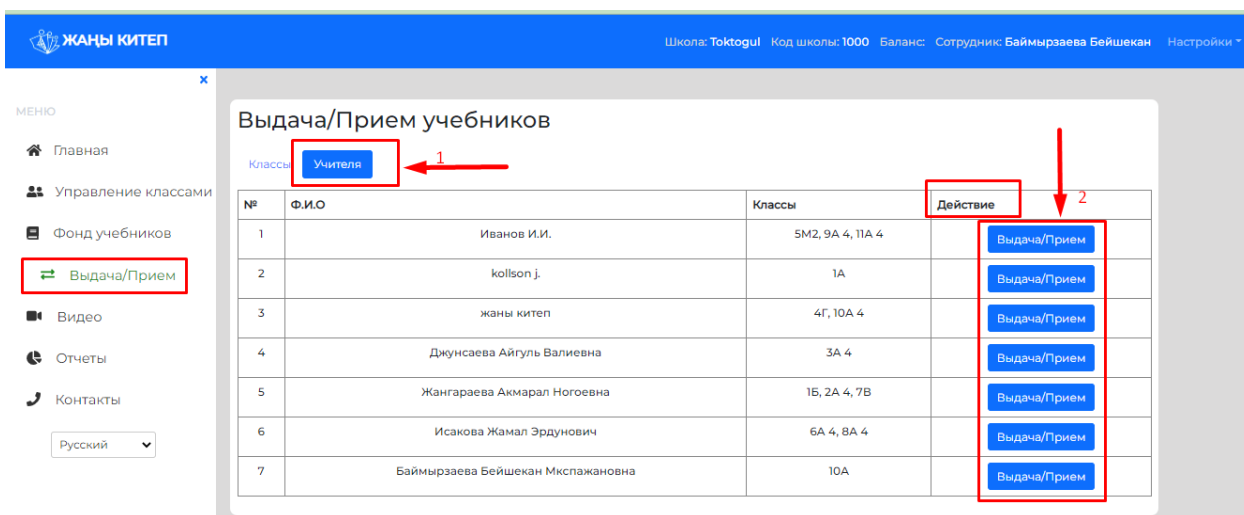 ЖАҢЫ КИТЕП
Школа: Toktogul Код школы: 1000 Баланс: Сотрудник: Баймырзаева Бейшекан Настройки
×
МЕНЮ
Главная
Управление классами
Фонд учебников
Выдача/Прием
Видео
Отчеты
Контакты
Русский
Выдача/Прием учебников
Классы Учителя 1
2
№ Ф.И.О Классы Действие
1 Иванов И.И. 5М2, 9А 4, 11А 4 Выдача/Прием
2 kollson j. 1А Выдача/Прием
3 жаны китеп 4Г, 10А 4 Выдача/Прием
4 Джунсаева Айгуль Валиевна 3А 4 Выдача/Прием
5 Жангараева Акмарал Ногоевна 1Б, 2А 4, 7В Выдача/Прием
6 Исакова Жамал Эрдунович 6А 4, 8А 4 Выдача/Прием
7 Баймырзаева Бейшекан Мкспажановна 10А Выдача/Прием